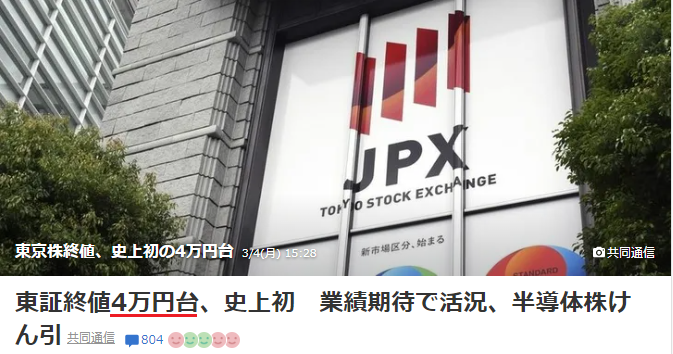 JPX
TOKYO STOCK EXCHANGE
新市場区分、始まる
STANDARD
東京株終値、史上初の4万円台 3/4(月) 15:28
共同通信
東証終値4万円台、史上初　業績期待で活況、半導体株け
ん引 共同通信 804